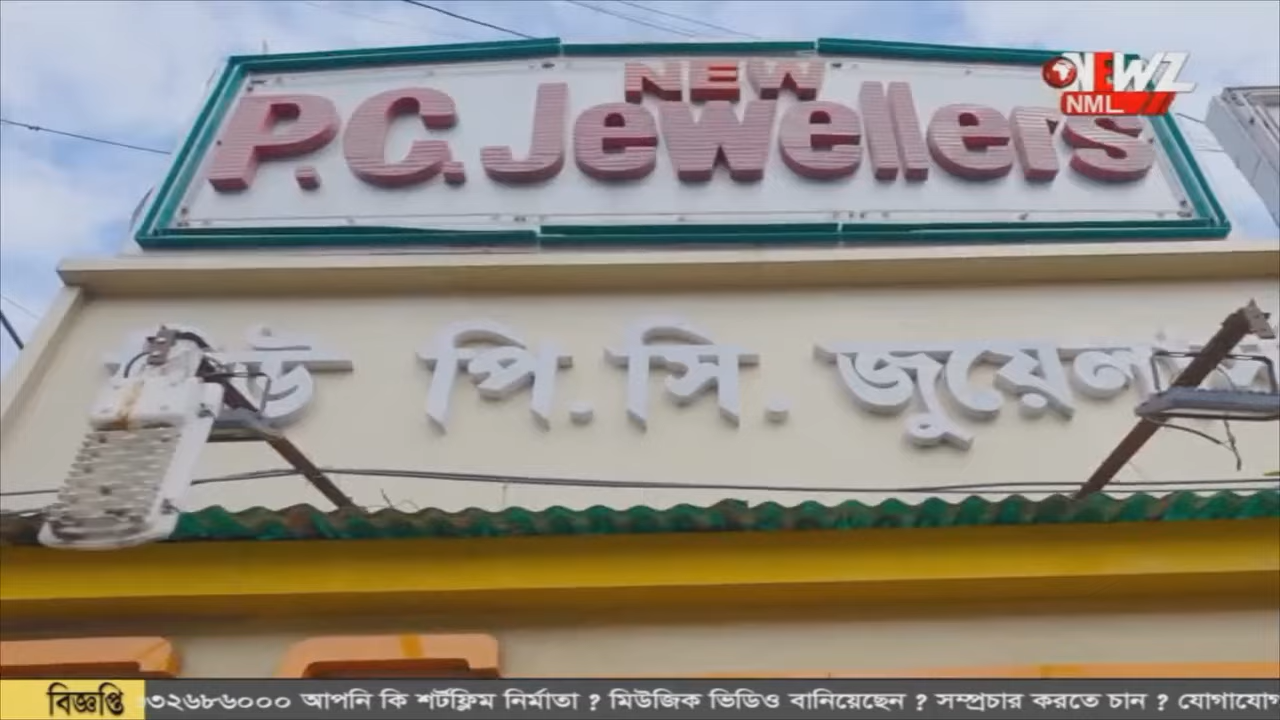 NEW
P.C. Jewellers
NEWZ
NML
পি. সি. জুয়েলার্স
বিজ্ঞপ্তি
৩২৬৮৬০০০ আপনি কি শর্টফ্লিম নির্মাতা ? মিউজিক ভিডিও বানিয়েছেন ? সম্প্রচার করতে চান ?